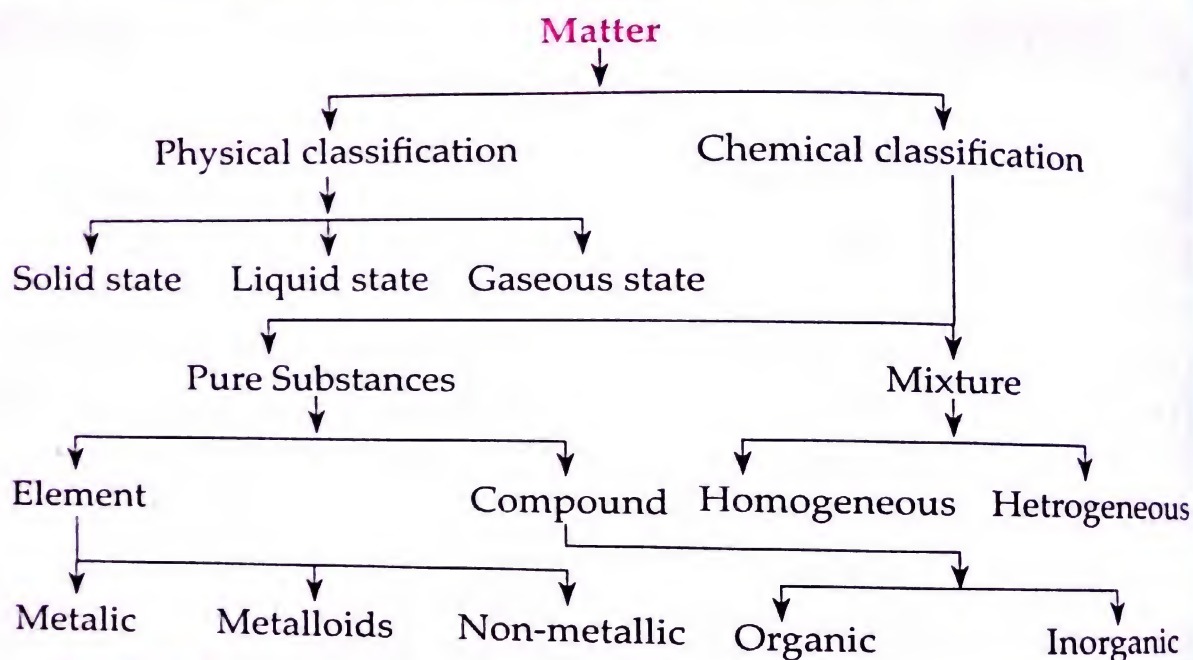 Matter
Physical classification Chemical classification
Solid state Liquid state Gaseous state
Pure Substances Mixture
Element Compound Homogeneous Hetrogeneous
Metalic Metalloids Non-metallic Organic Inorganic